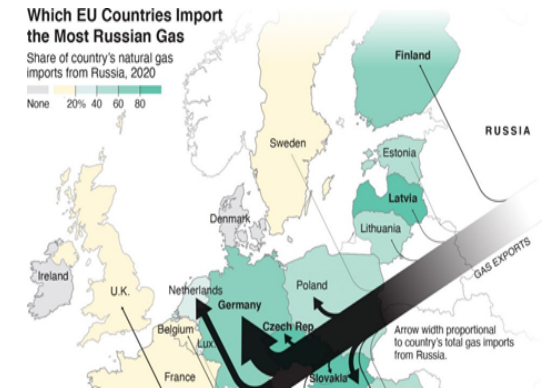 Which EU Countries Import
the Most Russian Gas
Share of country's natural gas
imports from Russia, 2020
None 20% 40 60 80
Finland
RUSSIA
Sweden
Estonia
Latvia
Lithuania
Denmark
GAS EXPORTS
Ireland
U.K.
Netherlands
Germany
Poland
Belgium
Czech Rep
Lux.
Arrow width proportional
to country's total gas imports
from Russia.
France
Slovakia